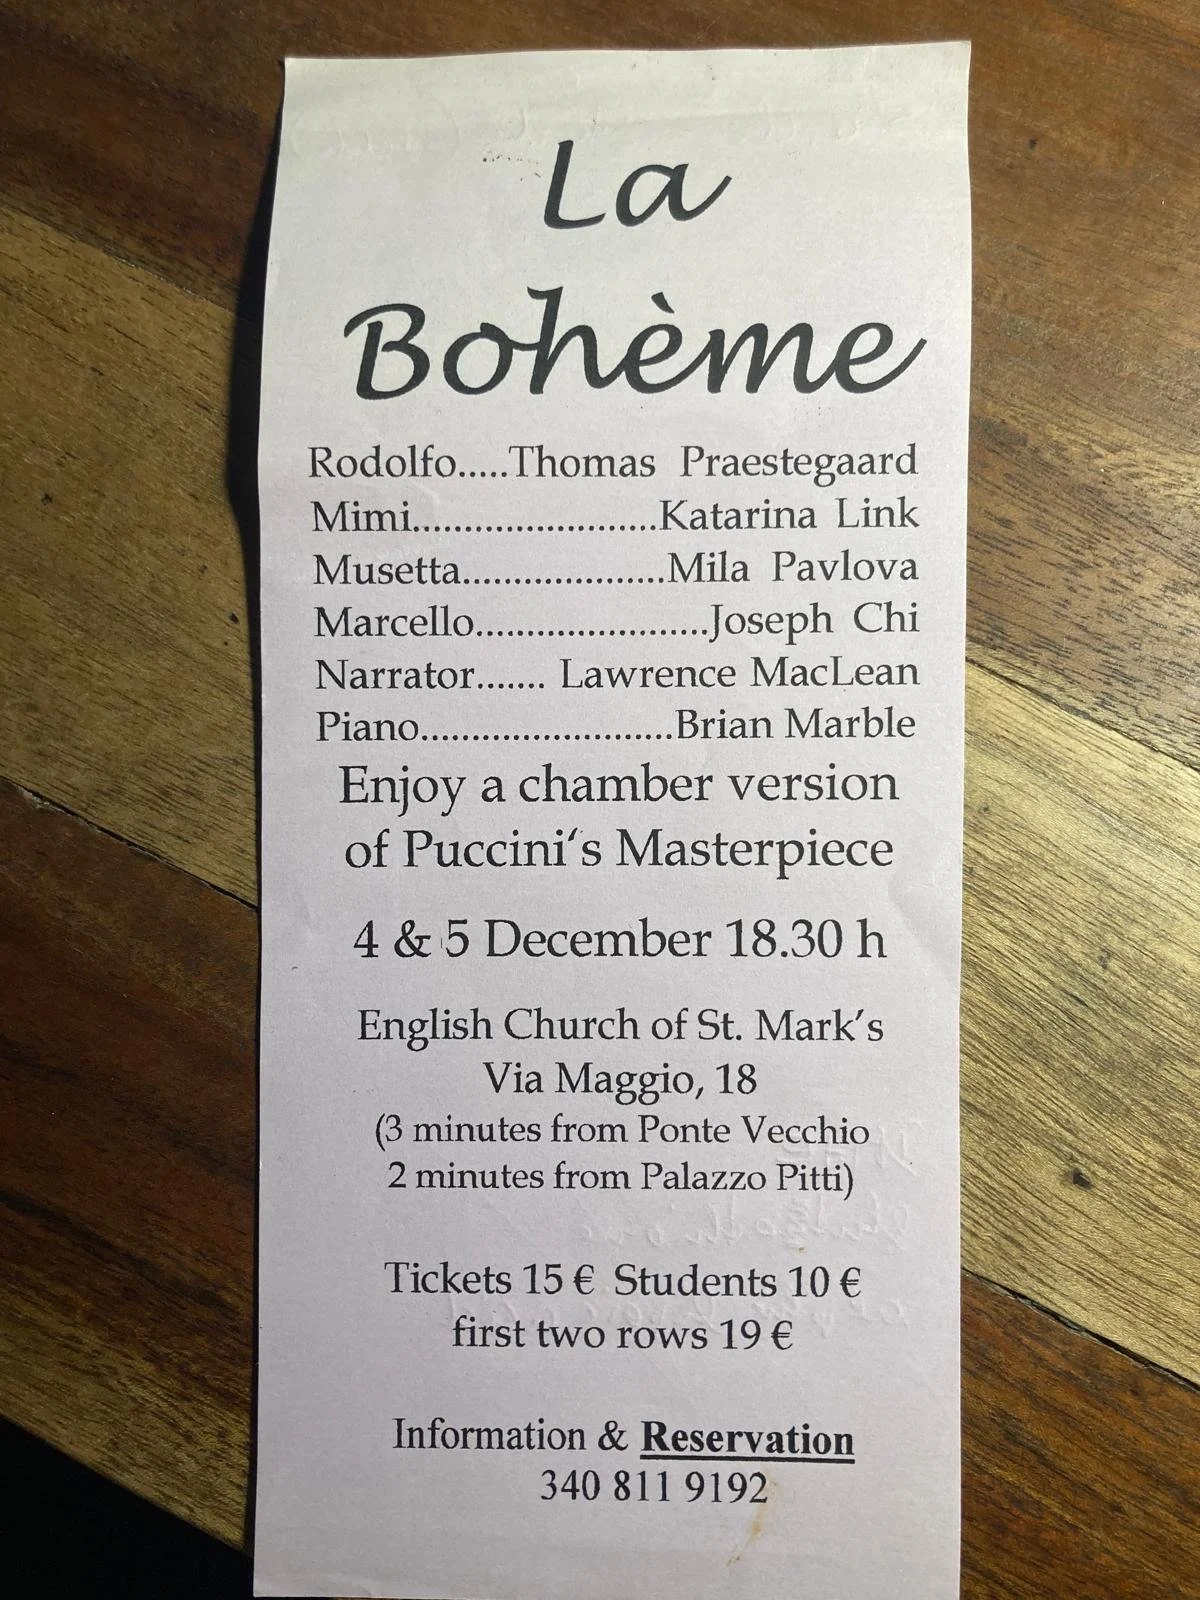 La
Bohème
Rodolfo.....Thomas Praestegaard
Mimi........................Katarina Link
Musetta....................Mila Pavlova
Marcello.......................Joseph Chi
Narrator....... Lawrence MacLean
Piano.........................Brian Marble
Enjoy a chamber version
of Puccini‘s Masterpiece
4 & 5 December 18.30 h
English Church of St. Mark’s
Via Maggio, 18
(3 minutes from Ponte Vecchio
2 minutes from Palazzo Pitti)
Tickets 15 € Students 10 €
first two rows 19 €
Information & Reservation
340 811 9192